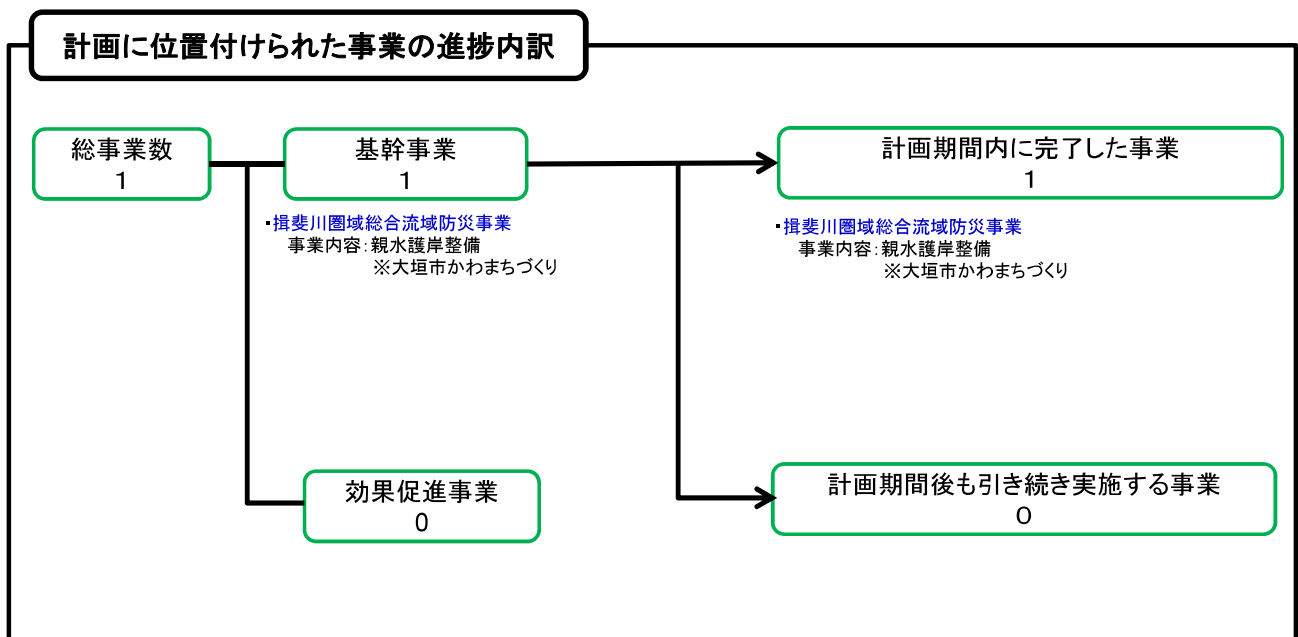 計画に位置付けられた事業の進捗内訳
総事業数
1
基幹事業
1
・揖斐川圏域総合流域防災事業
事業内容:親水護岸整備
※大垣市かわまちづくり
計画期間内に完了した事業
1
・揖斐川圏域総合流域防災事業
事業内容:親水護岸整備
※大垣市かわまちづくり
効果促進事業
0
計画期間後も引き続き実施する事業
0